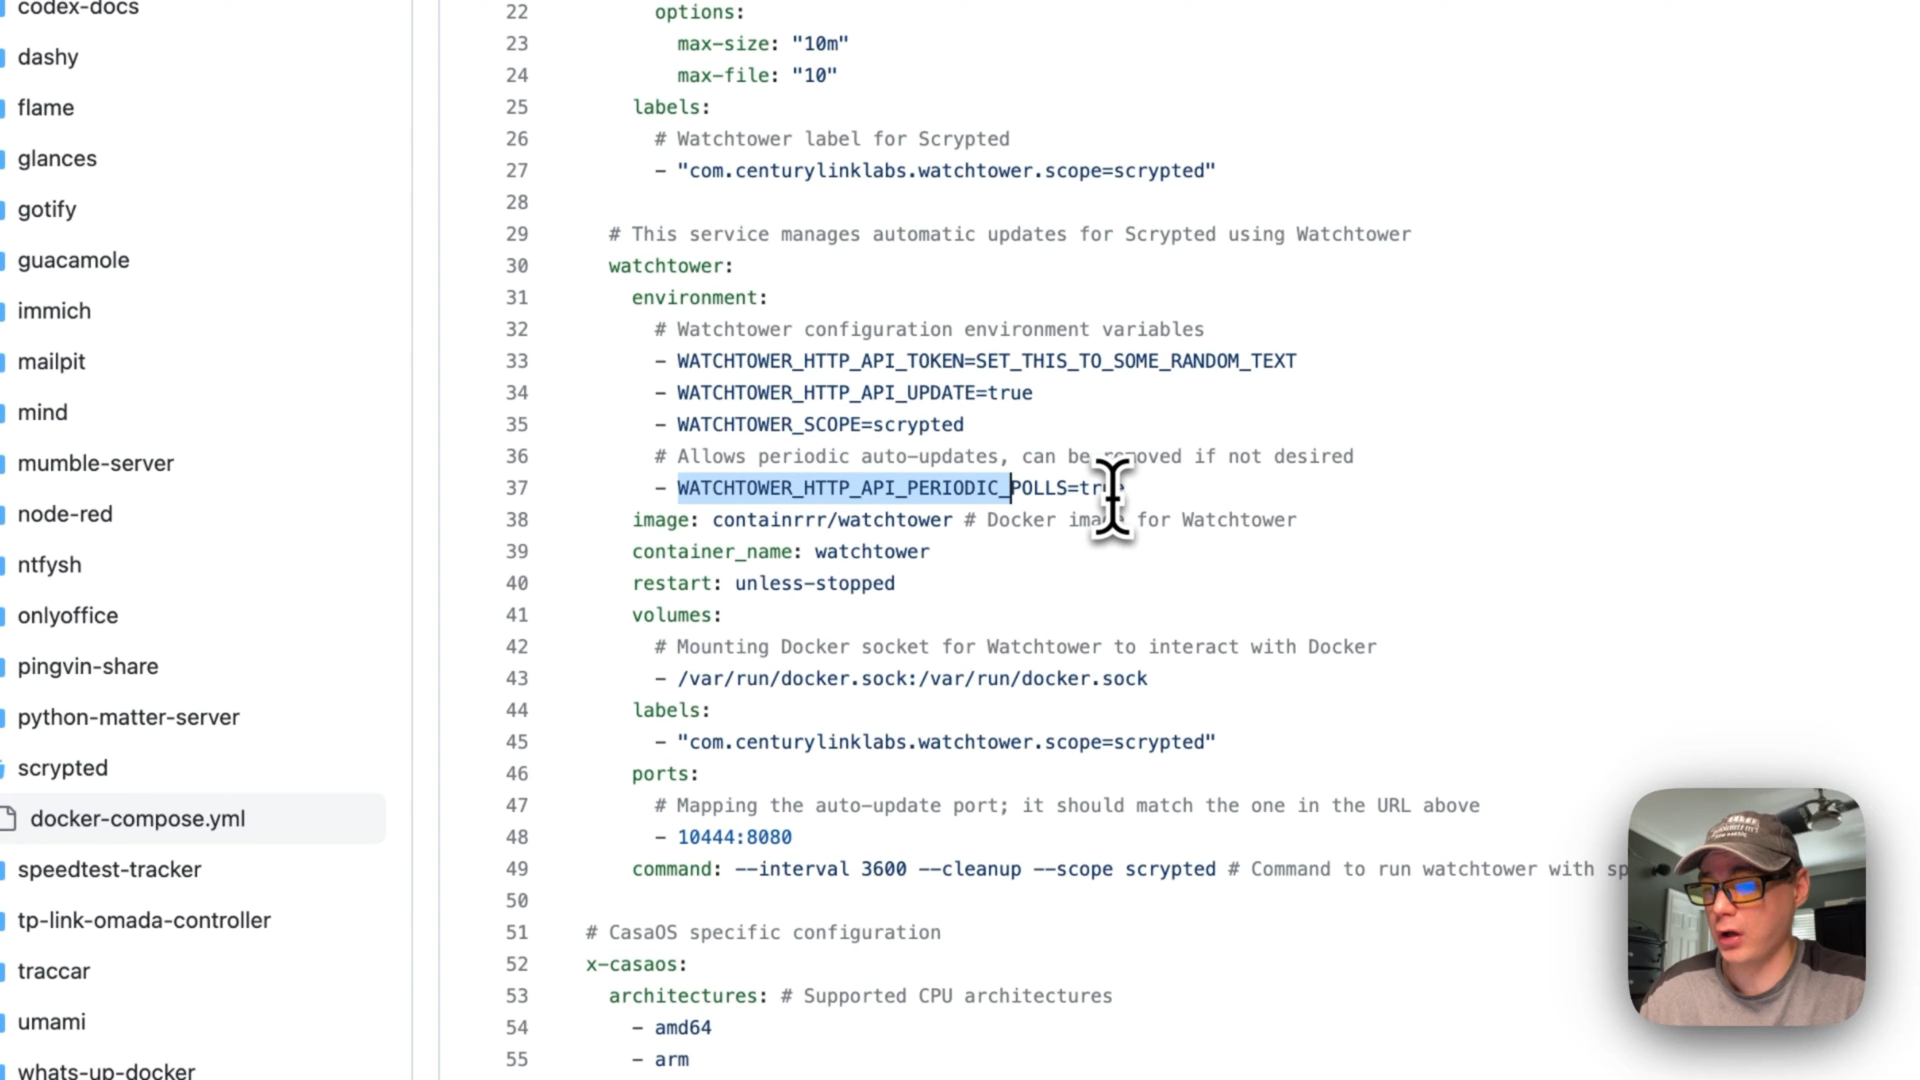 codex-docs
dashy
flame
glances
gotify
guacamole
immich
mailpit
mind
mumble-server
node-red
ntfysh
onlyoffice
pingvin-share
python-matter-server
scrypted
docker-compose.yml
speedtest-tracker
tp-link-omada-controller
traccar
umami
whats-up-docker
22 options:
23 max-size: "10m"
24 max-file: "10"
25 labels:
26 # Watchtower label for Scrypted
27 - "com.centurylinklabs.watchtower.scope=scrypted"
28
29 # This service manages automatic updates for Scrypted using Watchtower
30 watchtower:
31 environment:
32 # Watchtower configuration environment variables
33 - WATCHTOWER_HTTP_API_TOKEN=SET_THIS_TO_SOME_RANDOM_TEXT
34 - WATCHTOWER_HTTP_API_UPDATE=true
35 - WATCHTOWER_SCOPE=scrypted
36 # Allows periodic auto-updates, can be removed if not desired
37 - WATCHTOWER_HTTP_API_PERIODIC_POLLS=true
38 image: containrrr/watchtower # Docker image for Watchtower
39 container_name: watchtower
40 restart: unless-stopped
41 volumes:
42 # Mounting Docker socket for Watchtower to interact with Docker
43 - /var/run/docker.sock:/var/run/docker.sock
44 labels:
45 - "com.centurylinklabs.watchtower.scope=scrypted"
46 ports:
47 # Mapping the auto-update port; it should match the one in the URL above
48 - 10444:8080
49 command: --interval 3600 --cleanup --scope scrypted # Command to run watchtower with sp
50
51 # CasaOS specific configuration
52 x-casaos:
53 architectures: # Supported CPU architectures
54 - amd64
55 - arm